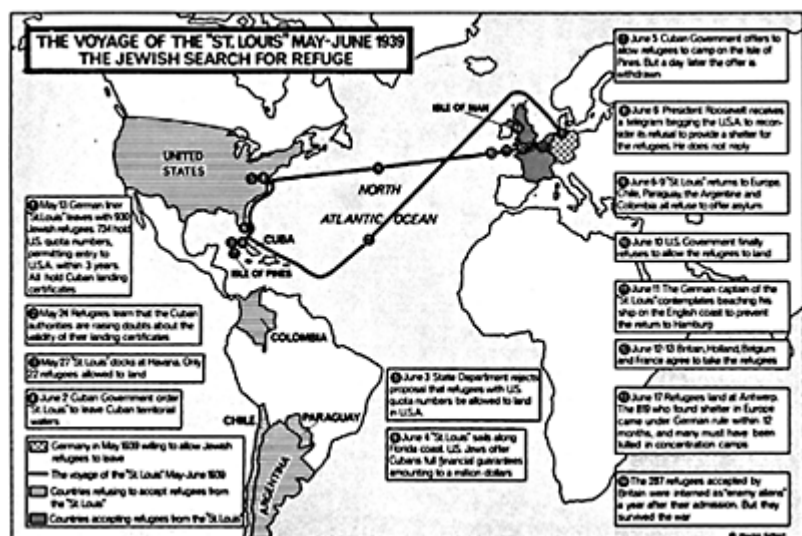 THE VOYAGE OF THE "ST. LOUIS" MAY-JUNE 1939
THE JEWISH SEARCH FOR REFUGE
UNITED
STATES
NORTH
ATLANTIC OCEAN
ISLE OF MAN
CUBA
ISLE OF PINES
COLOMBIA
CHILE
PARAGUAY
ARGENTINA
May 13 German liner
"St.Louis" leaves with 930
Jewish refugees. 734 hold
U.S. quota numbers,
permitting entry to
U.S.A. within 3 years.
All hold Cuban landing
certificates
May 24 Refugees learn that the Cuban
authorities are raising doubts about the
validity of their landing certificates
May 27 "St Louis" docks at Havana. Only
22 refugees allowed to land
June 2 Cuban Government order
"St.Louis" to leave Cuban territorial
waters
Germany in May 1939 willing to allow Jewish
refugees to leave
The voyage of the "St Louis" May-June 1939
Countries refusing to accept refugees from
the "St Louis"
Countries accepting refugees from the "St Louis"
June 3 State Department rejects
proposal that refugees with U.S.
quota numbers be allowed to land
in U.S.A.
June 4 "St Louis" sails along
Florida coast. U.S. Jews offer
Cubans full financial guarantees
amounting to a million dollars
June 5 Cuban Government offers to
allow refugees to camp on the Isle of
Pines. But a day later the offer is
withdrawn
June 6 President Roosevelt receives
a telegram begging the U.S.A. to recon-
sider its refusal to provide a shelter for
the refugees. He does not reply
June 6-9 "St Louis" returns to Europe.
Chile, Paraguay, the Argentine and
Colombia all refuse to offer asylum
June 10 U.S. Government finally
refuses to allow the refugees to land
June 11 The German captain of the
"St Louis" contemplates beaching his
ship on the English coast to prevent
the return to Hamburg
June 12-13 Britain, Holland, Belgium
and France agree to take the refugees
June 17 Refugees land at Antwerp.
The 619 who found shelter in Europe
came under German rule within 12
months, and many must have been
killed in concentration camps
The 287 refugees accepted by
Britain were interned as "enemy aliens"
a year after their admission. But they
survived the war